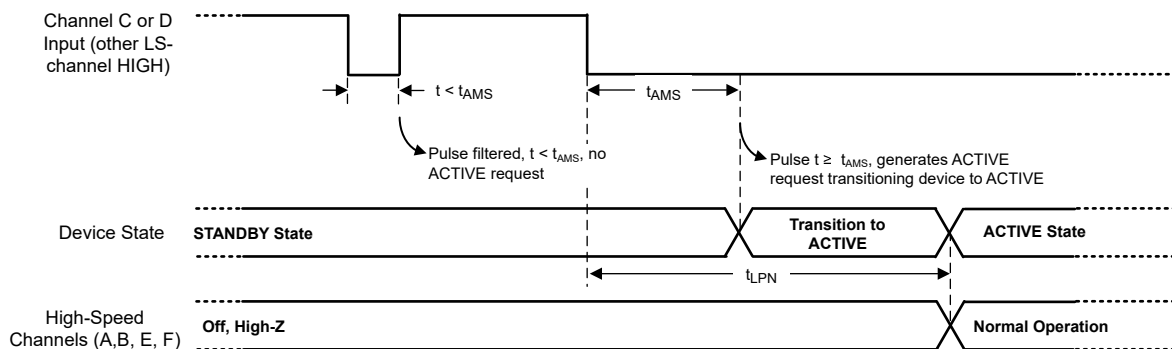 Channel C or D
Input (other LS-
channel HIGH)
t < tAMS
tAMS
Pulse filtered, t < tAMS, no
ACTIVE request
Pulse t ≥ tAMS, generates ACTIVE
request transitioning device to ACTIVE
Device State
STANDBY State
Transition to
ACTIVE
ACTIVE State
tLPN
High-Speed
Channels (A,B, E, F)
Off, High-Z
Normal Operation